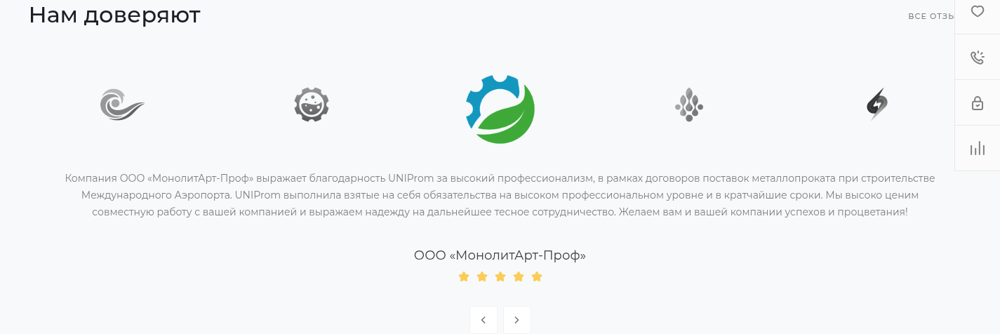 Нам доверяют
ВСЕ ОТЗЫ
Компания ООО «МонолитАрт-Проф» выражает благодарность UNIProm за высокий профессионализм, в рамках договоров поставок металлопроката при строительстве
Международного Аэропорта. UNIProm выполнила взятые на себя обязательства на высоком профессиональном уровне и в кратчайшие сроки. Мы высоко ценим
совместную работу с вашей компанией и выражаем надежду на дальнейшее тесное сотрудничество. Желаем вам и вашей компании успехов и процветания!
ООО «МонолитАрт-Проф»